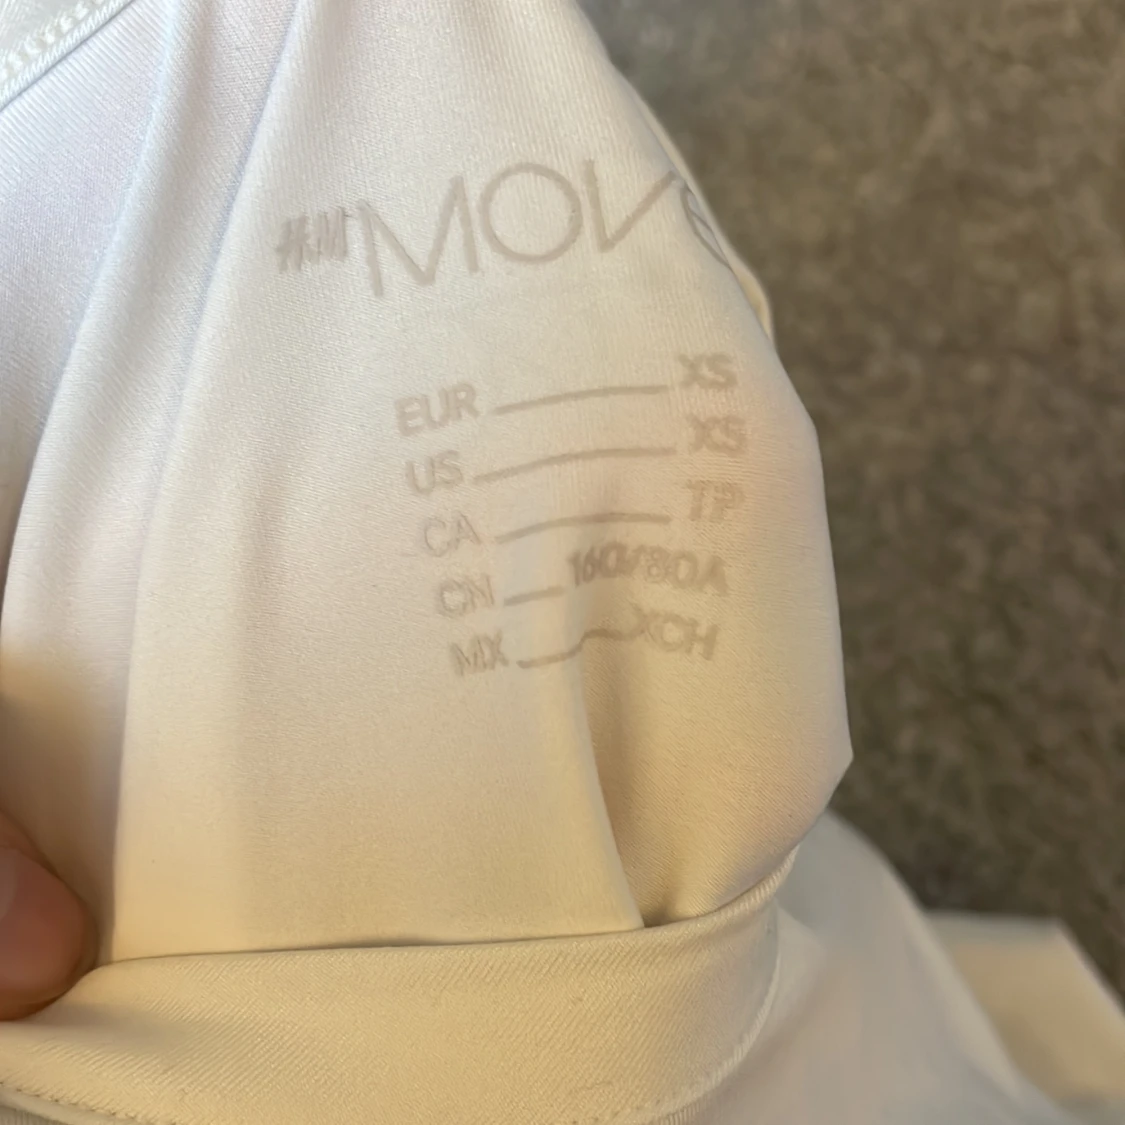 H&M MOVE
EUR XS
US XS
CA TP
CN 160/80A
MX XCH